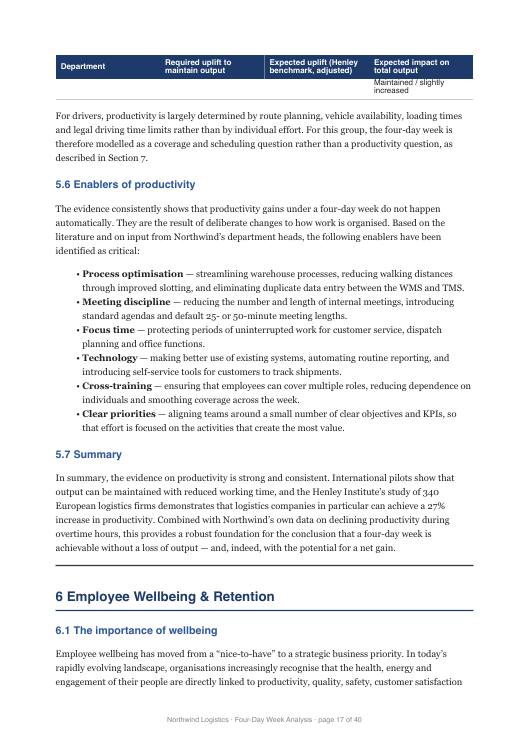 Department
Required uplift to
maintain output
Expected uplift (Henley
benchmark, adjusted)
Expected impact on
total output
Maintained / slightly
increased
For drivers, productivity is largely determined by route planning, vehicle availability, loading times
and legal driving time limits rather than by individual effort. For this group, the four-day week is
therefore modelled as a coverage and scheduling question rather than a productivity question, as
described in Section 7.
5.6 Enablers of productivity
The evidence consistently shows that productivity gains under a four-day week do not happen
automatically. They are the result of deliberate changes to how work is organised. Based on the
literature and on input from Northwind’s department heads, the following enablers have been
identified as critical:
• Process optimisation — streamlining warehouse processes, reducing walking distances
through improved slotting, and eliminating duplicate data entry between the WMS and TMS.
• Meeting discipline — reducing the number and length of internal meetings, introducing
standard agendas and default 25- or 50-minute meeting lengths.
• Focus time — protecting periods of uninterrupted work for customer service, dispatch
planning and office functions.
• Technology — making better use of existing systems, automating routine reporting, and
introducing self-service tools for customers to track shipments.
• Cross-training — ensuring that employees can cover multiple roles, reducing dependence on
individuals and smoothing coverage across the week.
• Clear priorities — aligning teams around a small number of clear objectives and KPIs, so
that effort is focused on the activities that create the most value.
5.7 Summary
In summary, the evidence on productivity is strong and consistent. International pilots show that
output can be maintained with reduced working time, and the Henley Institute’s study of 340
European logistics firms demonstrates that logistics companies in particular can achieve a 27%
increase in productivity. Combined with Northwind’s own data on declining productivity during
overtime hours, this provides a robust foundation for the conclusion that a four-day week is
achievable without a loss of output — and, indeed, with the potential for a net gain.
6 Employee Wellbeing & Retention
6.1 The importance of wellbeing
Employee wellbeing has moved from a “nice-to-have” to a strategic business priority. In today’s
rapidly evolving landscape, organisations increasingly recognise that the health, energy and
engagement of their people are directly linked to productivity, quality, safety, customer satisfaction
Northwind Logistics · Four-Day Week Analysis · page 17 of 40